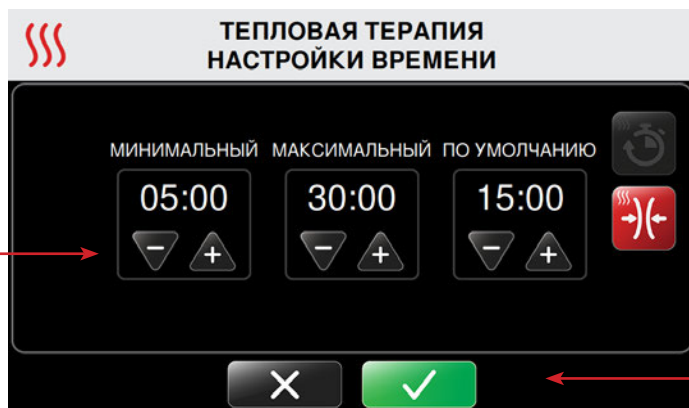 ТЕПЛОВАЯ ТЕРАПИЯ
НАСТРОЙКИ ВРЕМЕНИ
МИНИМАЛЬНЫЙ МАКСИМАЛЬНЫЙ ПО УМОЛЧАНИЮ
05:00 30:00 15:00